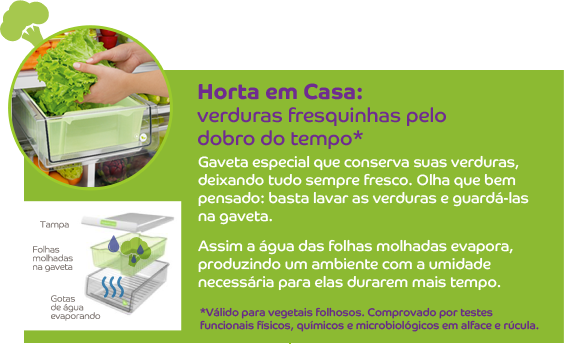 Horta em Casa:
verduras fresquinhas pelo
dobro do tempo*
Gaveta especial que conserva suas verduras,
deixando tudo sempre fresco. Olha que bem
pensado: basta lavar as verduras e guardá-las
na gaveta.
Assim a água das folhas molhadas evapora,
produzindo um ambiente com a umidade
necessária para elas durarem mais tempo.
*Válido para vegetais folhosos. Comprovado por testes
funcionais físicos, químicos e microbiológicos em alface e rúcula.
Tampa
Folhas
molhadas
na gaveta
Gotas
de água
evaporando